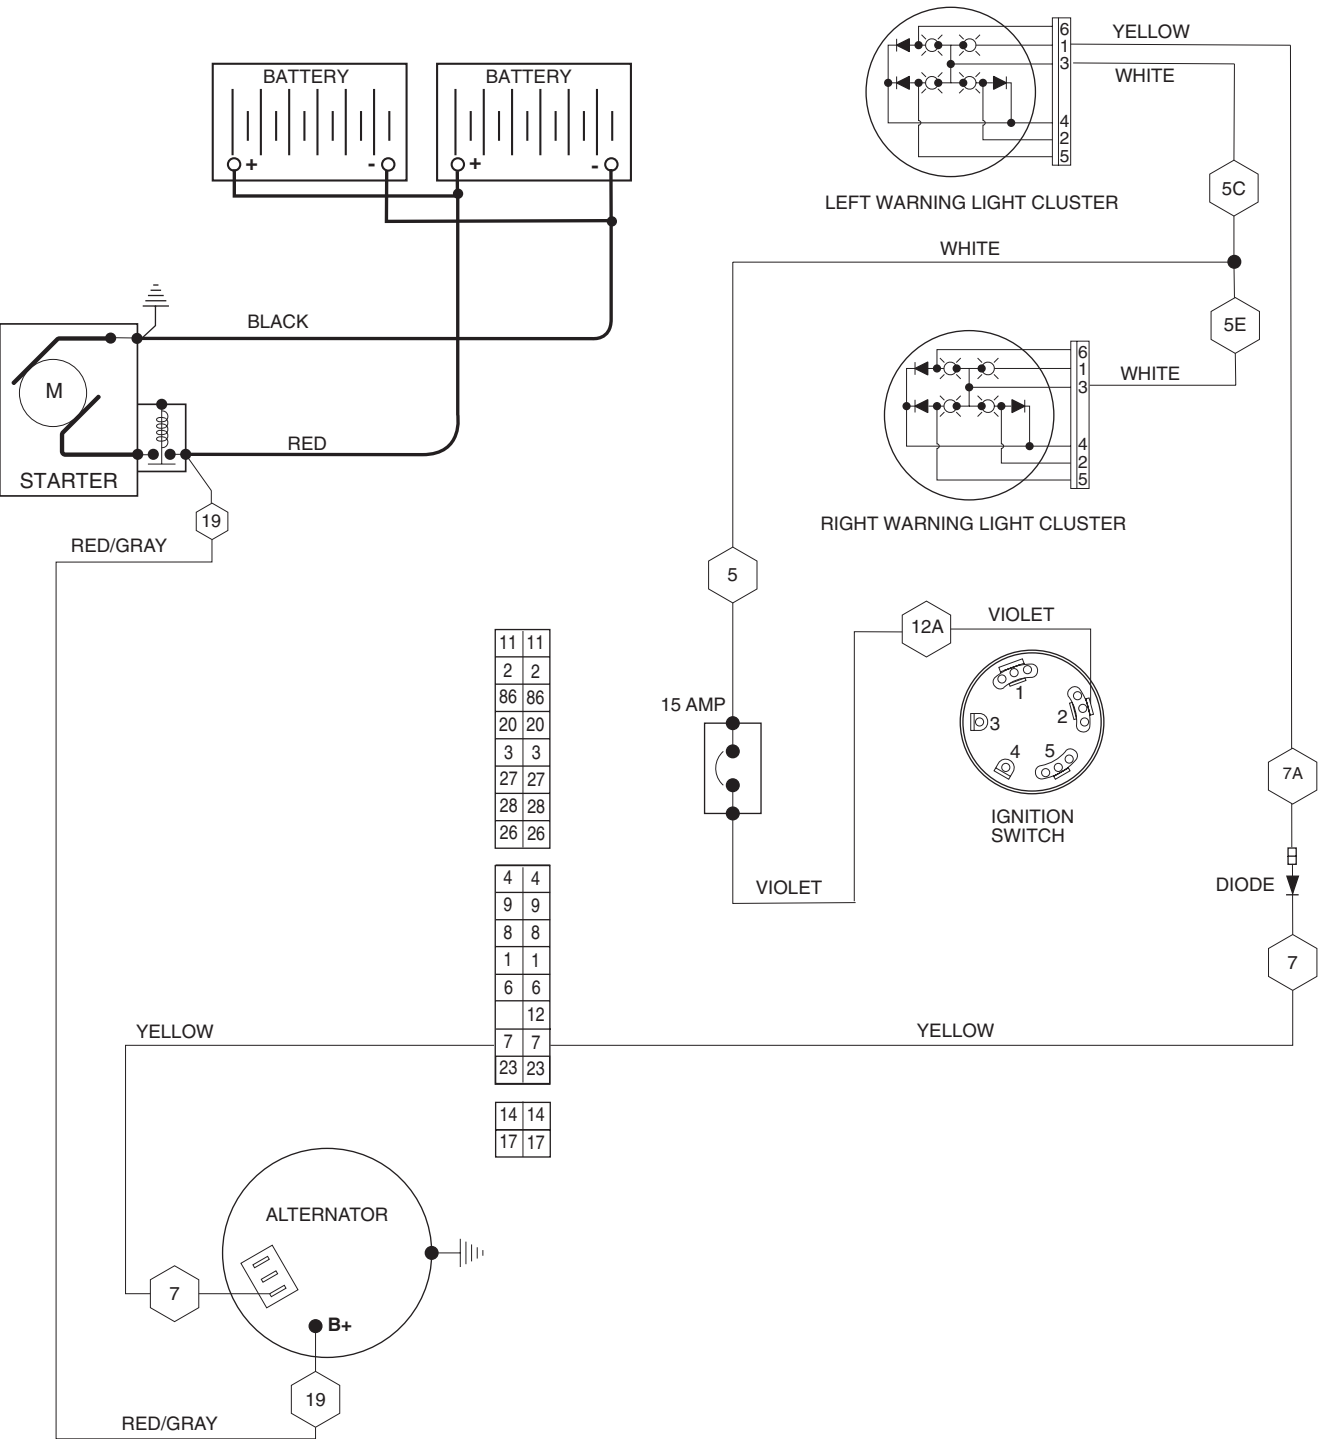 6
YELLOW
1
3
WHITE
4
2
5
BATTERY
BATTERY
+
-
+
-
5C
LEFT WARNING LIGHT CLUSTER
WHITE
BLACK
5E
6
1
3
WHITE
4
2
5
M
RED
STARTER
19
RIGHT WARNING LIGHT CLUSTER
RED/GRAY
5
12A
VIOLET
11 11
2 2
86 86
20 20
3 3
27 27
28 28
26 26
15 AMP
1
2
3
4
5
IGNITION
SWITCH
7A
4 4
9 9
8 8
1 1
6 6
12
7 7
23 23
VIOLET
DIODE
7
YELLOW
YELLOW
14 14
17 17
ALTERNATOR
7
B+
19
RED/GRAY